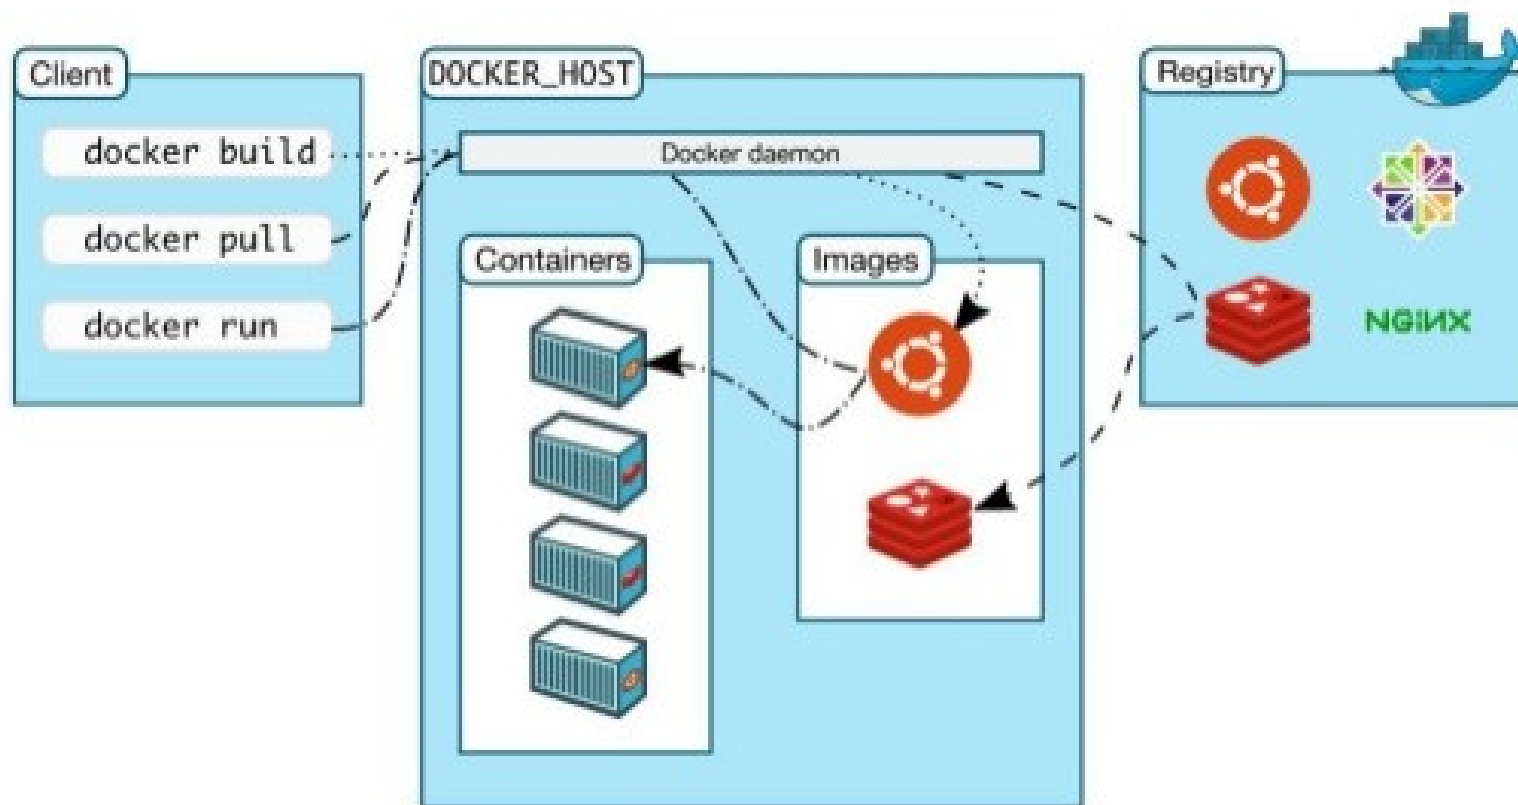 Client
docker build
docker pull
docker run
DOCKER_HOST
Docker daemon
Containers
Images
Registry
NGINX